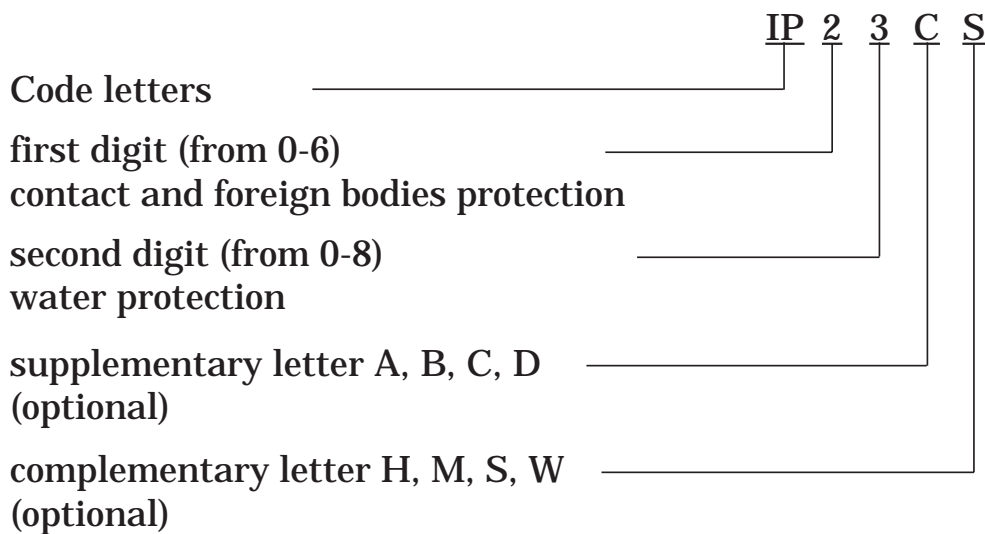 IP 2 3 C S
Code letters
first digit (from 0-6)
contact and foreign bodies protection
second digit (from 0-8)
water protection
supplementary letter A, B, C, D
(optional)
complementary letter H, M, S, W
(optional)